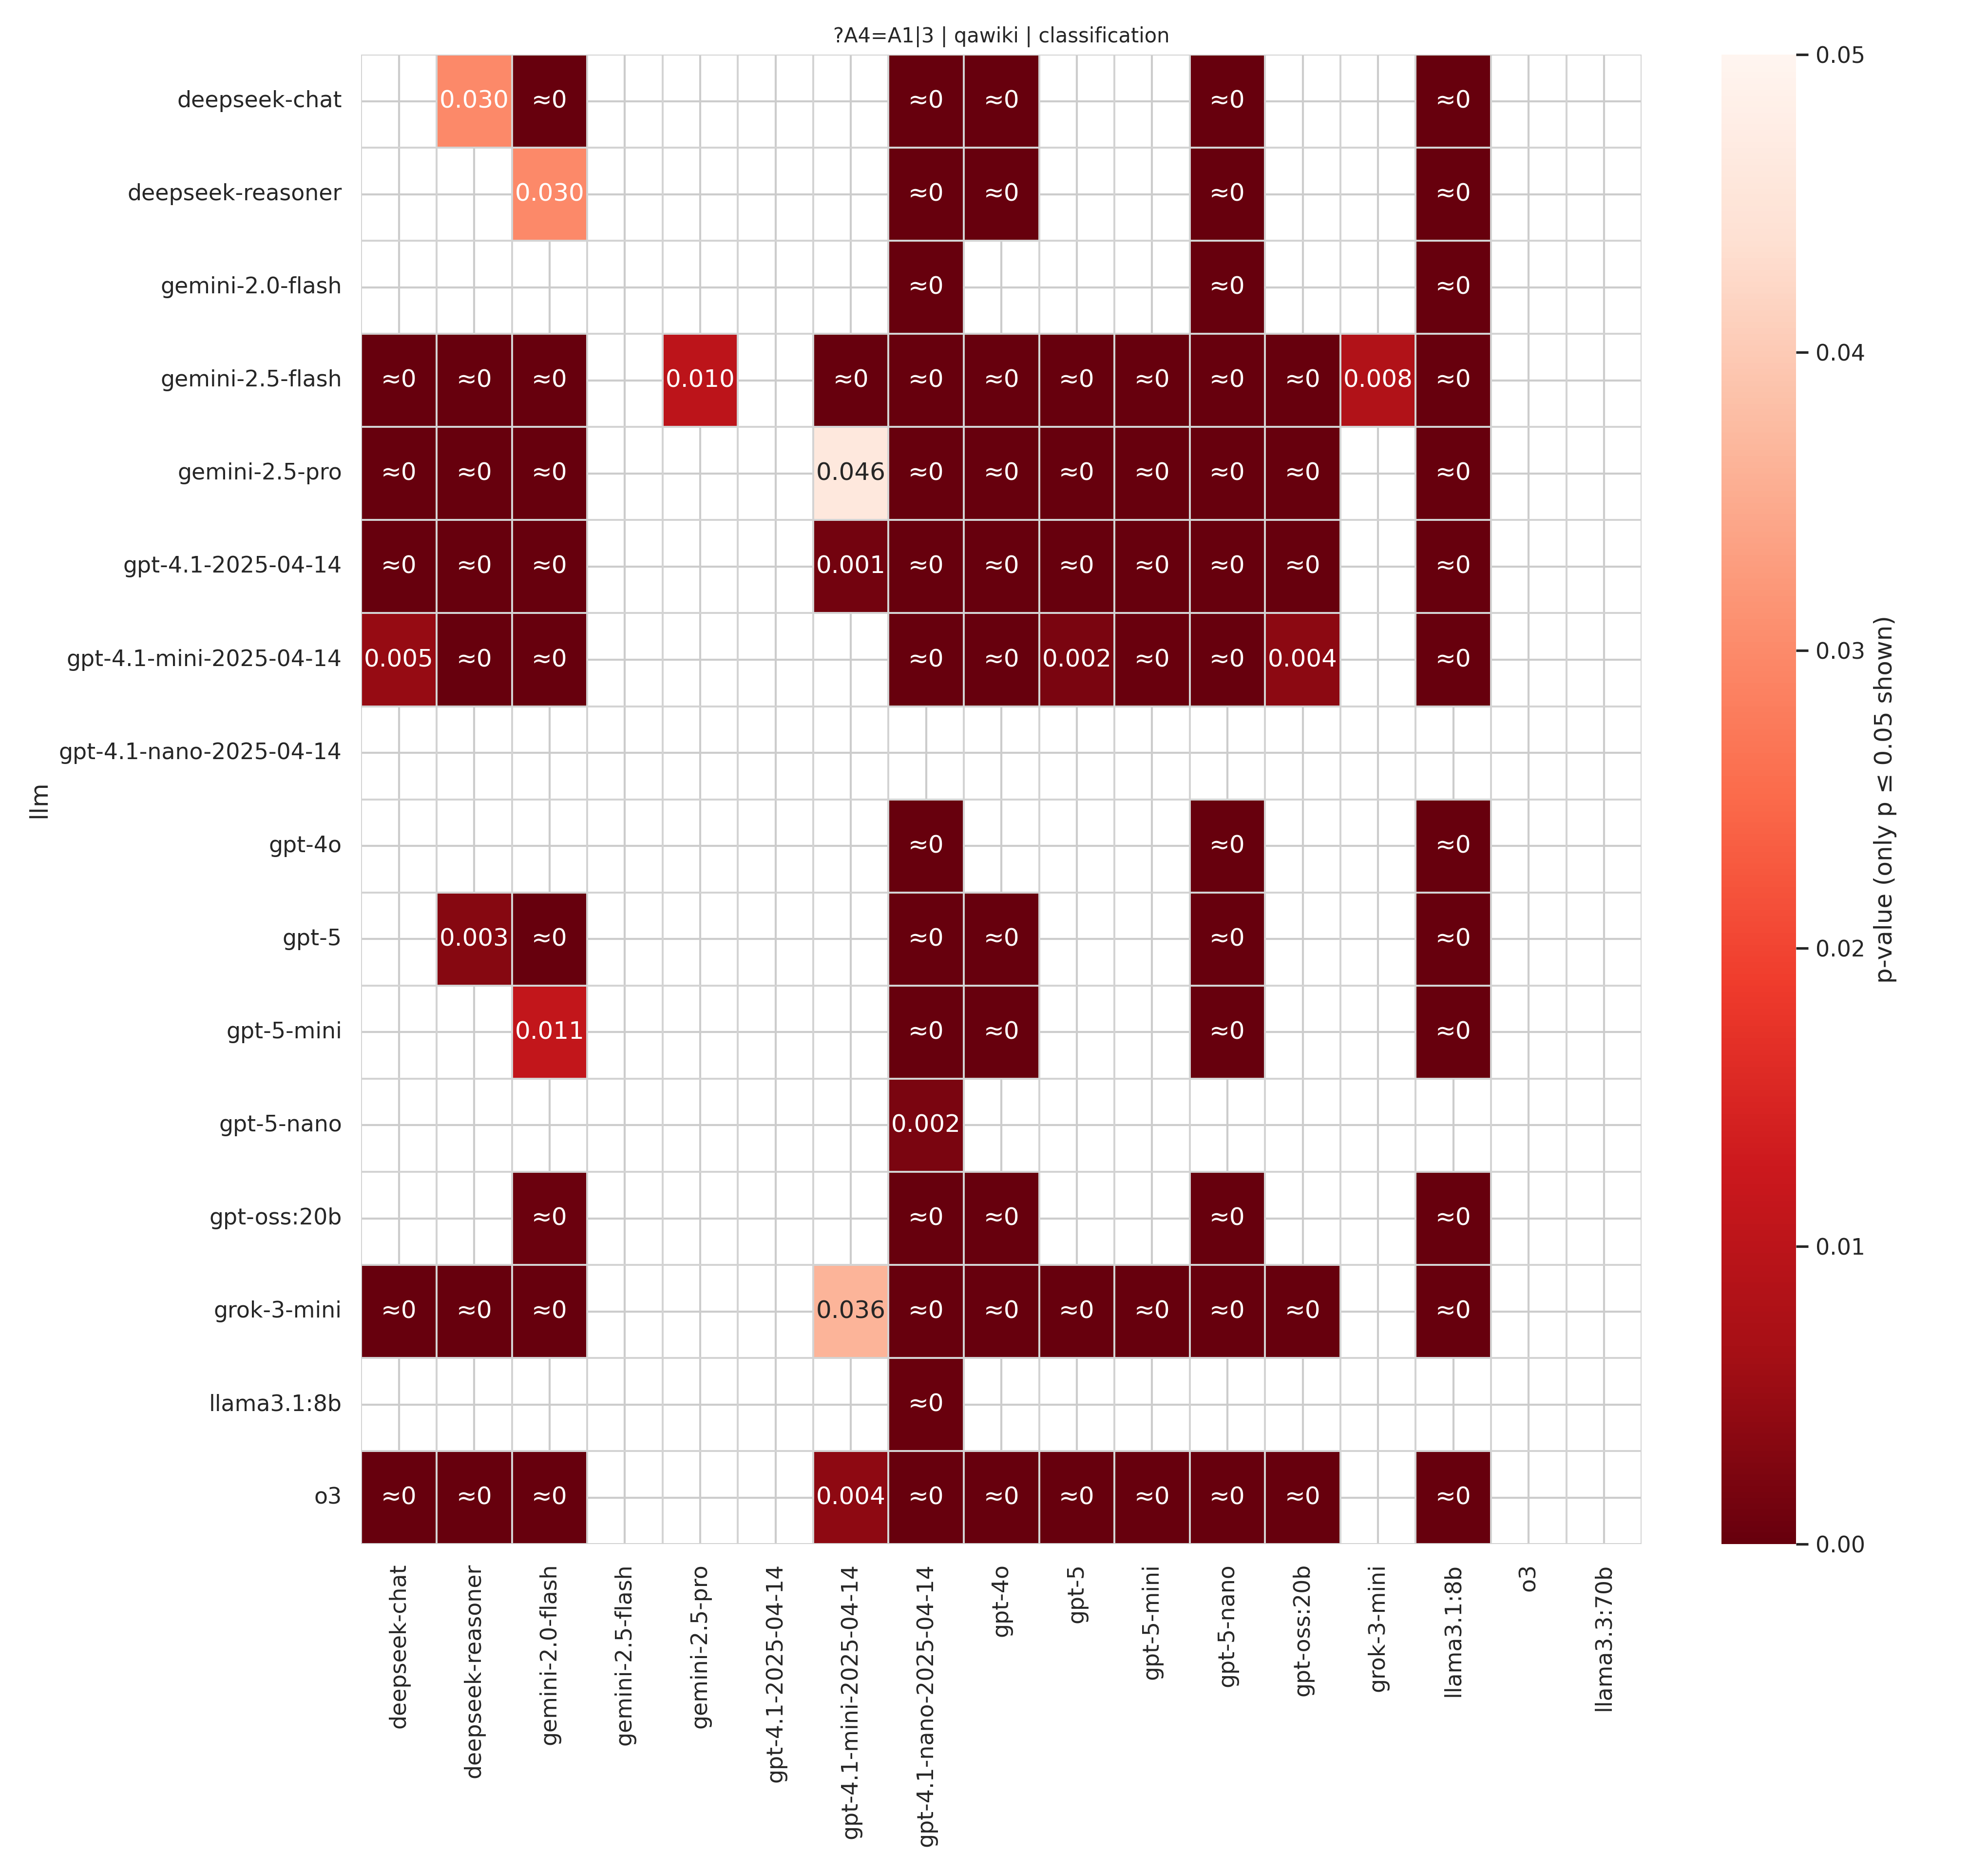 ?A4=A1|3 | qawiki | classification
deepseek-chat 0.030 ≈0 ≈0 ≈0 ≈0 ≈0
deepseek-reasoner 0.030 ≈0 ≈0 ≈0 ≈0
gemini-2.0-flash ≈0 ≈0 ≈0
gemini-2.5-flash ≈0 ≈0 ≈0 0.010 ≈0 ≈0 ≈0 ≈0 ≈0 ≈0 ≈0 0.008 ≈0
gemini-2.5-pro ≈0 ≈0 ≈0 0.046 ≈0 ≈0 ≈0 ≈0 ≈0 ≈0 ≈0
gpt-4.1-2025-04-14 ≈0 ≈0 ≈0 0.001 ≈0 ≈0 ≈0 ≈0 ≈0 ≈0 ≈0
gpt-4.1-mini-2025-04-14 0.005 ≈0 ≈0 ≈0 ≈0 0.002 ≈0 ≈0 0.004 ≈0
gpt-4.1-nano-2025-04-14
gpt-4o ≈0 ≈0 ≈0
gpt-5 0.003 ≈0 ≈0 ≈0 ≈0 ≈0
gpt-5-mini 0.011 ≈0 ≈0 ≈0 ≈0
gpt-5-nano 0.002
gpt-oss:20b ≈0 ≈0 ≈0 ≈0 ≈0
grok-3-mini ≈0 ≈0 ≈0 0.036 ≈0 ≈0 ≈0 ≈0 ≈0 ≈0 ≈0
llama3.1:8b ≈0
o3 ≈0 ≈0 ≈0 0.004 ≈0 ≈0 ≈0 ≈0 ≈0 ≈0 ≈0
llm
deepseek-chat
deepseek-reasoner
gemini-2.0-flash
gemini-2.5-flash
gemini-2.5-pro
gpt-4.1-2025-04-14
gpt-4.1-mini-2025-04-14
gpt-4.1-nano-2025-04-14
gpt-4o
gpt-5
gpt-5-mini
gpt-5-nano
gpt-oss:20b
grok-3-mini
llama3.1:8b
o3
llama3.3:70b
0.05
0.04
0.03
0.02
0.01
0.00
p-value (only p ≤ 0.05 shown)